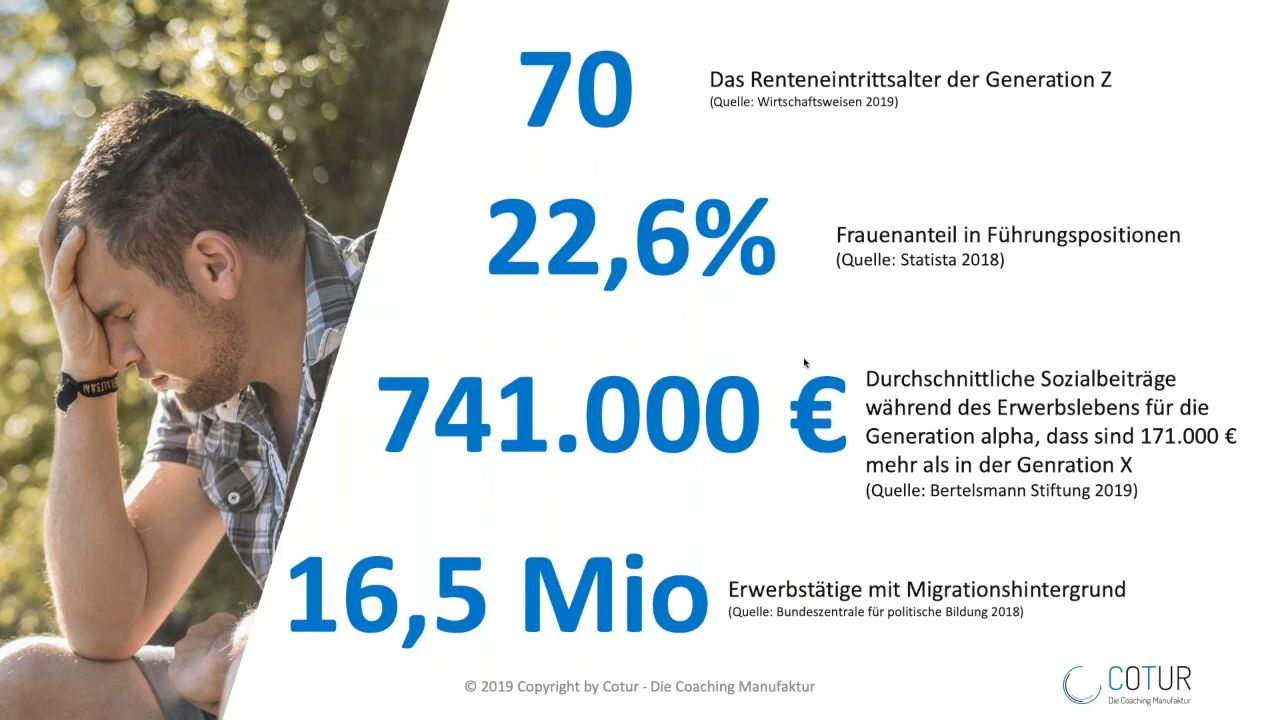 70
Das Renteneintrittsalter der Generation Z
(Quelle: Wirtschaftsweisen 2019)
22,6%
Frauenanteil in Führungspositionen
(Quelle: Statista 2018)
741.000 €
Durchschnittliche Sozialbeiträge
während des Erwerbslebens für die
Generation alpha, dass sind 171.000 €
mehr als in der Genration X
(Quelle: Bertelsmann Stiftung 2019)
16,5 Mio
Erwerbstätige mit Migrationshintergrund
(Quelle: Bundeszentrale für politische Bildung 2018)
© 2019 Copyright by Cotur - Die Coaching Manufaktur
COTUR
Die Coaching Manufaktur